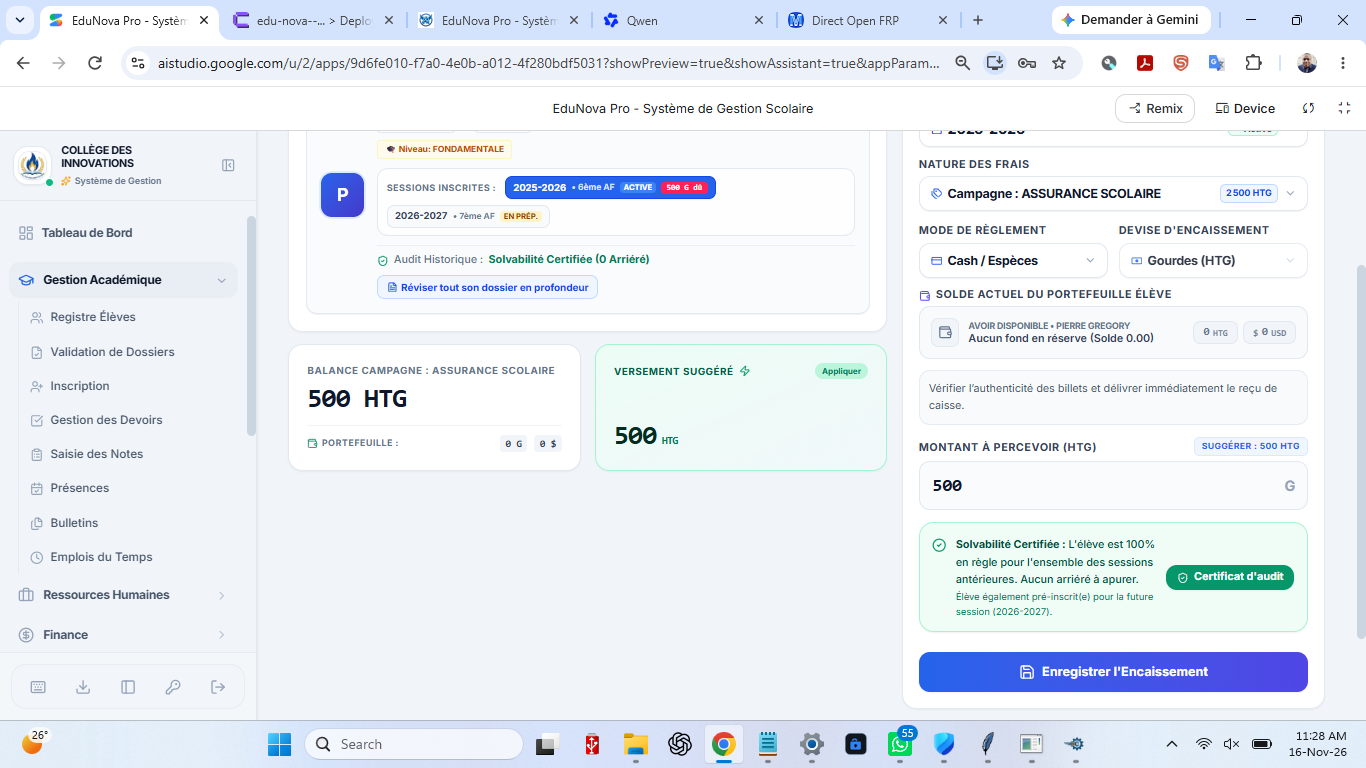 EduNova Pro - Systèm
edu-nova--... > Deplo
EduNova Pro - Systèm
Qwen
Direct Open FRP
Demander à Gemini
aistudio.google.com/u/2/apps/9d6fe010-f7a0-4e0b-a012-4f280bdf5031?showPreview=true&showAssistant=true&appParam...
EduNova Pro - Système de Gestion Scolaire
Remix
Device
COLLÈGE DES
INNOVATIONS
Système de Gestion
Tableau de Bord
Gestion Académique
Registre Élèves
Validation de Dossiers
Inscription
Gestion des Devoirs
Saisie des Notes
Présences
Bulletins
Emplois du Temps
Ressources Humaines
Finance
Niveau: FONDAMENTALE
P
SESSIONS INSCRITES :
2025-2026 • 6ème AF ACTIVE 500 G dû
2026-2027 • 7ème AF EN PRÉP.
Audit Historique : Solvabilité Certifiée (0 Arriéré)
Réviser tout son dossier en profondeur
BALANCE CAMPAGNE : ASSURANCE SCOLAIRE
500 HTG
PORTEFEUILLE :
0 G
0 $
VERSEMENT SUGGÉRÉ
Appliquer
500 HTG
NATURE DES FRAIS
Campagne : ASSURANCE SCOLAIRE
2 500 HTG
MODE DE RÈGLEMENT
DEVISE D'ENCAISSEMENT
Cash / Espèces
Gourdes (HTG)
SOLDE ACTUEL DU PORTEFEUILLE ÉLÈVE
AVOIR DISPONIBLE • PIERRE GREGORY
Aucun fond en réserve (Solde 0.00)
0 HTG
$ 0 USD
Vérifier l'authenticité des billets et délivrer immédiatement le reçu de
caisse.
MONTANT À PERCEVOIR (HTG)
SUGGÉRER : 500 HTG
500
G
Solvabilité Certifiée : L'élève est 100%
en règle pour l'ensemble des sessions
antérieures. Aucun arriéré à apurer.
Élève également pré-inscrit(e) pour la future
session (2026-2027).
Certificat d'audit
Enregistrer l'Encaissement
26°
Search
55
11:28 AM
16-Nov-26